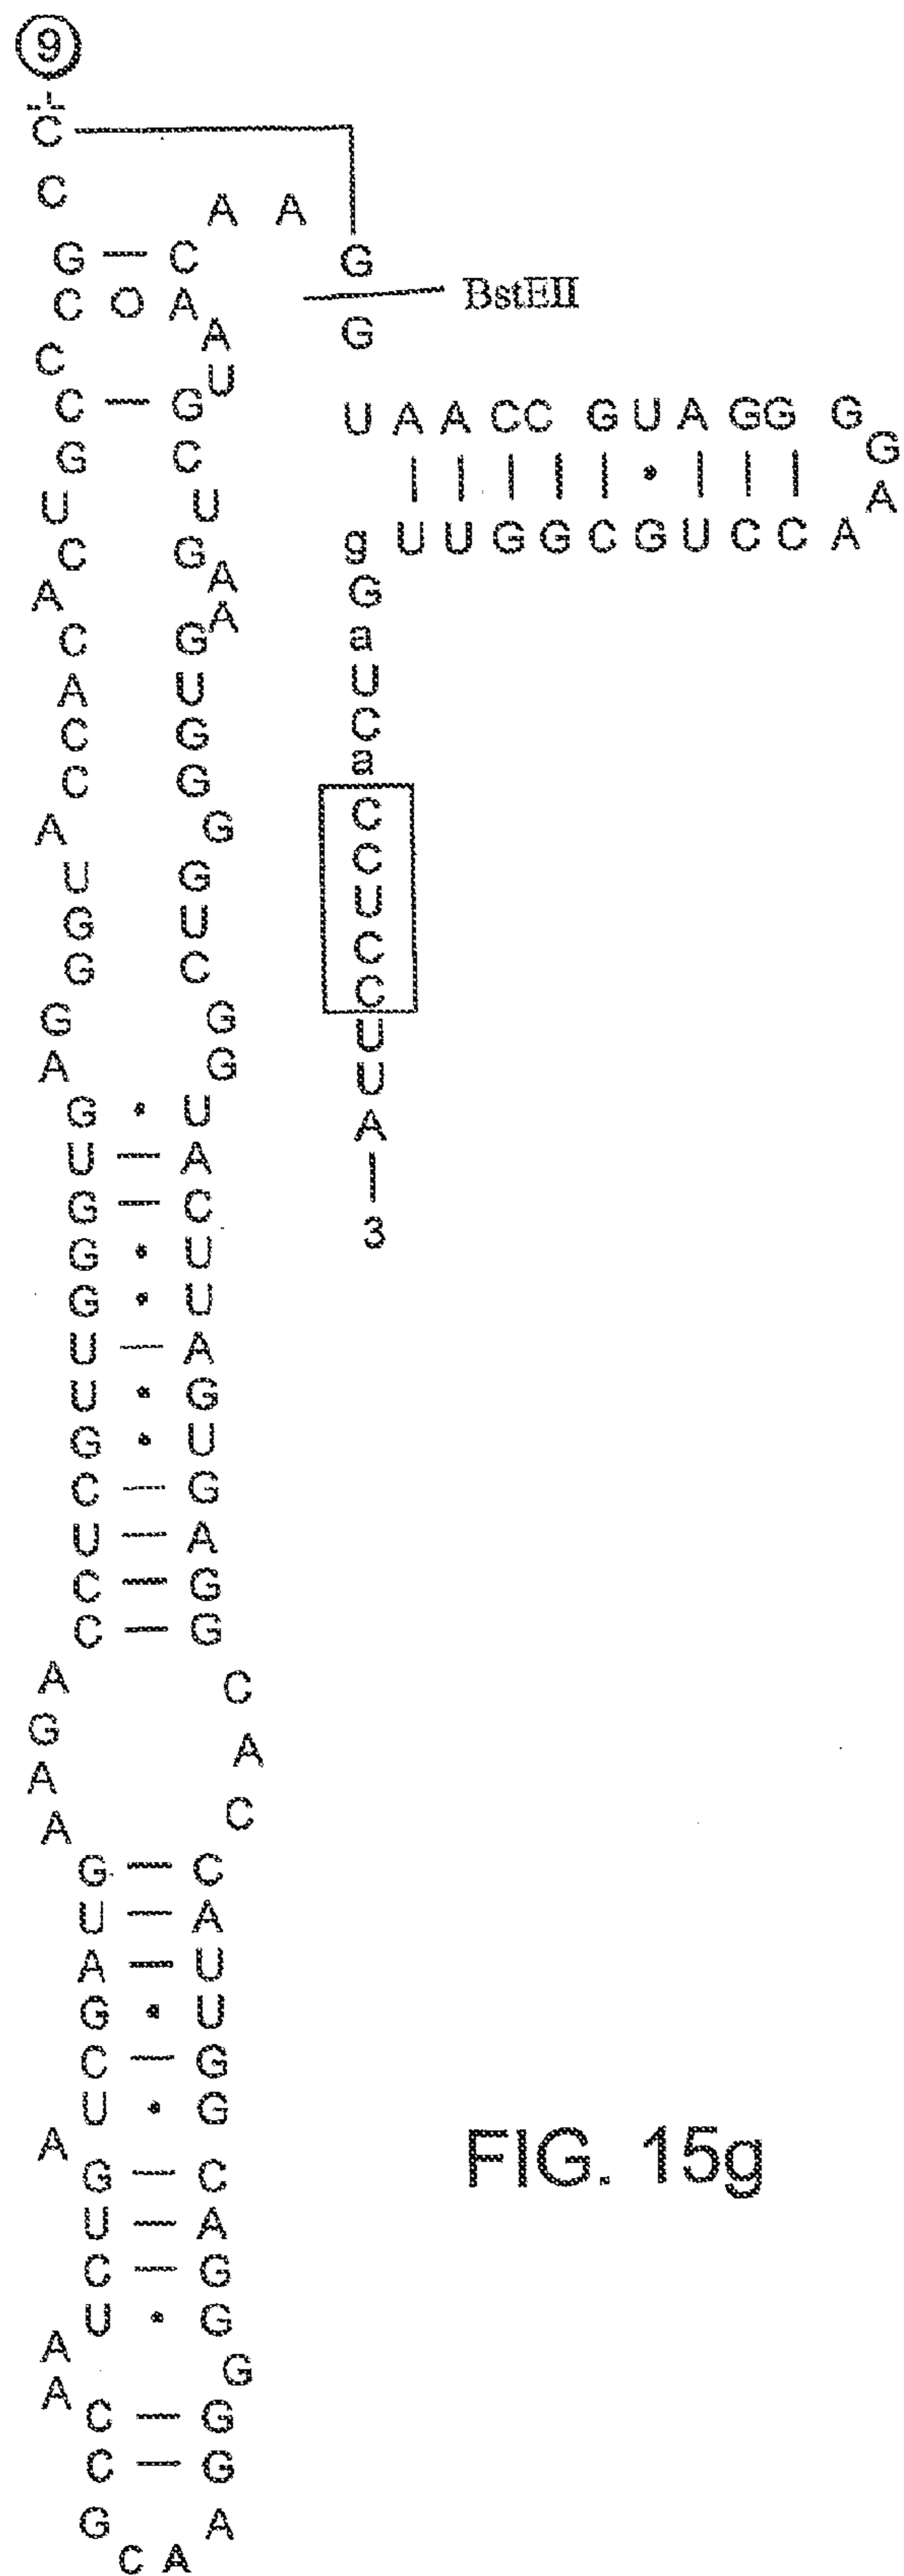 9
C
C A A
G C G
C O A BstEII
A G
C U
C G U A A C C G U A G G G
G C G
U U A
C G g U U G G C G U C C A
A A G
A
C G a
A U U
C G C
C G a
A G C
U G C
G U U
G C C
G G C
A G U
G U U
U A A
G C
G U 3
G U
U A
U G
G U
C G
U A
C G
C G
A C
G A
A C
A
G C
U A
A U
G U
C G
U G
A
G C FIG. 15g
U A
C G
U G
A G
A
C G
C G
G A
C A